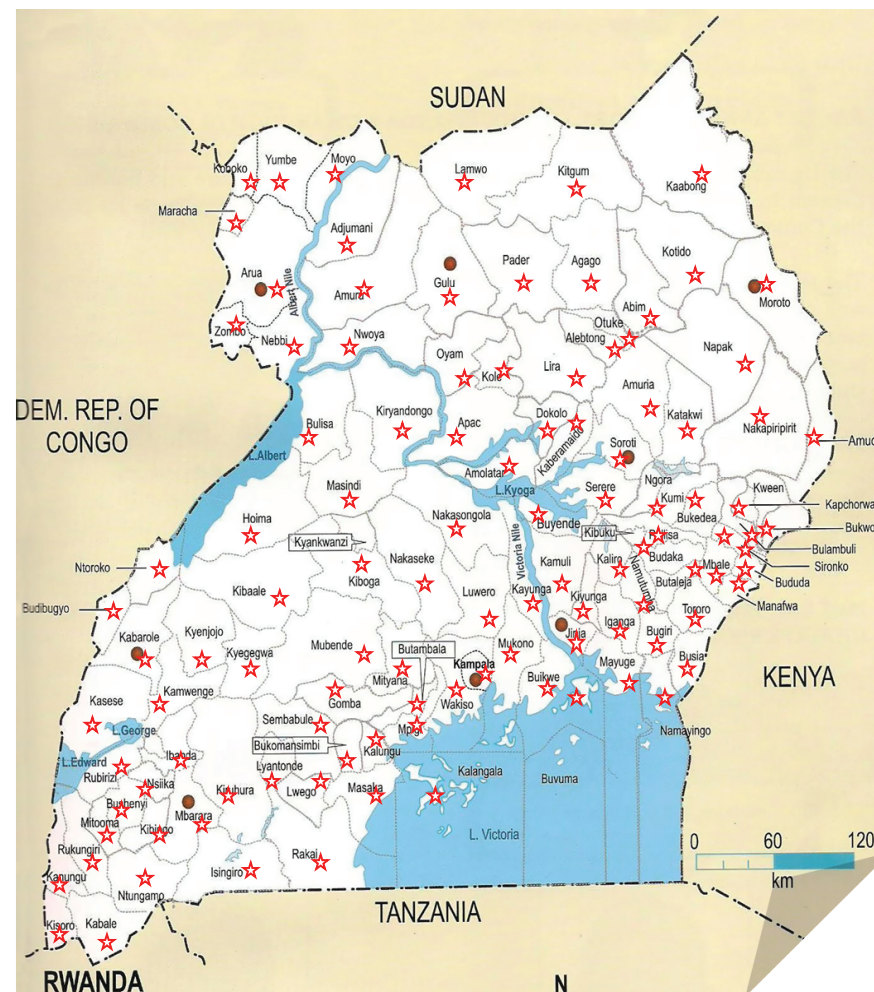 SUDAN
Koboko
Yumbe
Moyo
Lamwo
Kitgum
Kaabong
Maracha
Adjumani
Arua
Albert Nile
Amuru
Gulu
Pader
Agago
Kotido
Moroto
Zombo
Nebbi
Nwoya
Oyam
Kole
Lira
Otuke
Abim
Alebtong
Napak
DEM. REP. OF
CONGO
Bulisa
Kiryandongo
Apac
Dokolo
Kaberamaido
Amuria
Katakwi
Nakapiripirit
Amud
L.Albert
Amolatar
Soroti
L.Kyoga
Serere
Ngora
Kumi
Bukedea
Kween
Kapchorwa
Masindi
Nakasongola
Buyende
Hoima
Kyankwanzi
Victoria Nile
Kibuku
Pallisa
Bukwo
Bulambuli
Sironko
Ntoroko
Kiboga
Nakaseke
Kamuli
Kaliro
Budaka
Mbale
Bududa
Butaleja
Manafwa
Budibugyo
Kibaale
Luwero
Kayunga
Kiyunga
Namutumba
Tororo
Kabarole
Kyenjojo
Kyegegwa
Mubende
Butambala
Mityana
Kampala
Mukono
Jinja
Iganga
Bugiri
Busia
KENYA
Kasese
Kamwenge
Gomba
Wakiso
Buikwe
Mayuge
Namayingo
L.George
Sembabule
Mpigi
Bukomansimbi
Kalungu
L.Edward
Rubirizi
Ibanda
Nsiika
Lyantonde
Kalangala
Buvuma
Bushenyi
Kiruhura
Lwego
Masaka
Mitooma
Kibingo
Mbarara
L. Victoria
Rukungiri
Rakai
0
60
120
Kanungu
Ntungamo
Isingiro
km
Kisoro
Kabale
TANZANIA
RWANDA
N